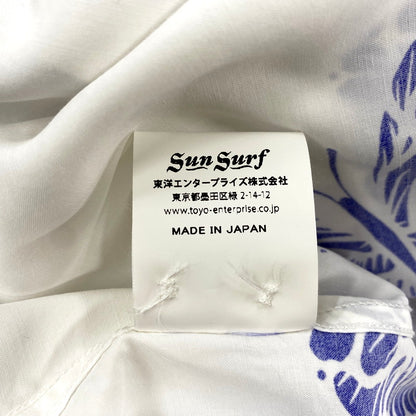 Sun Surf
東洋エンタープライズ株式会社
東京都墨田区緑 2-14-12
www.toyo-enterprise.co.jp
MADE IN JAPAN